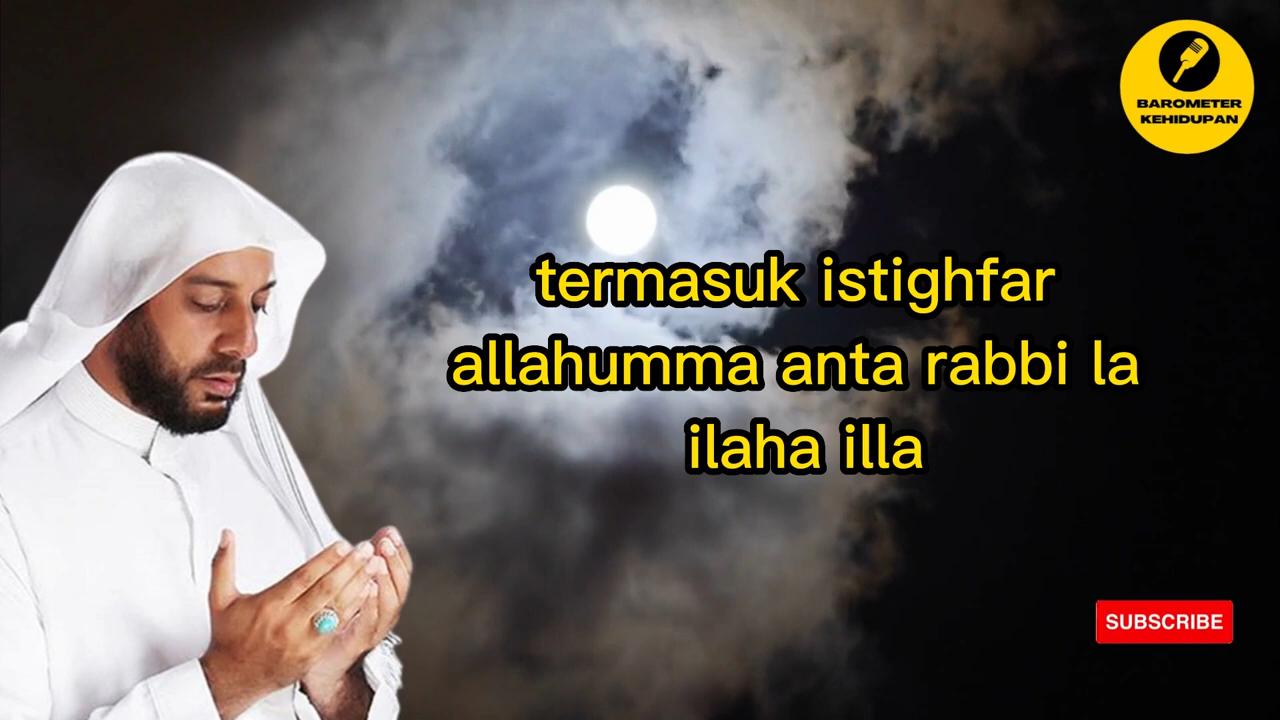 BAROMETER
KEHIDUPAN
termasuk istighfar
allahumma anta rabbi la
ilaha illa
SUBSCRIBE